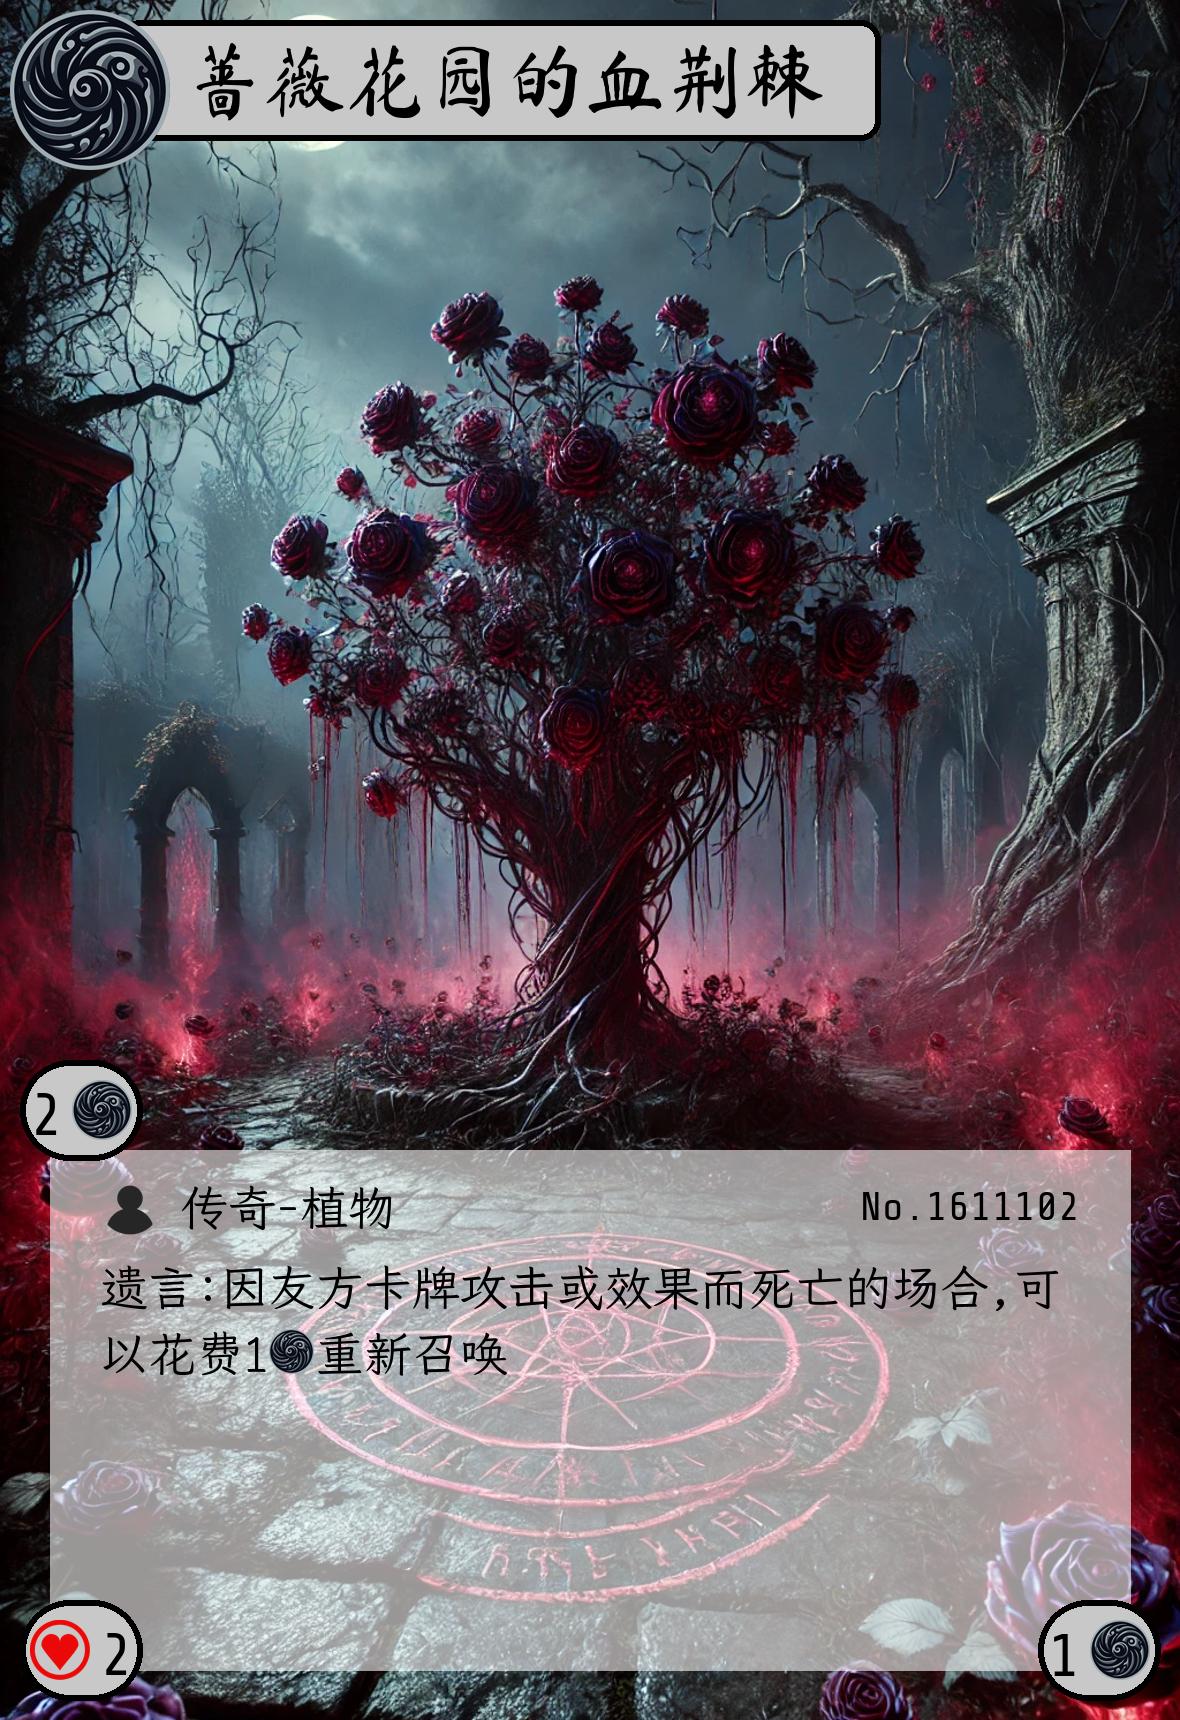 蔷薇花园的血荆棘
2
传奇-植物
No.1611102
遗言:因友方卡牌攻击或效果而死亡的场合,可
以花费1重新召唤
2
1